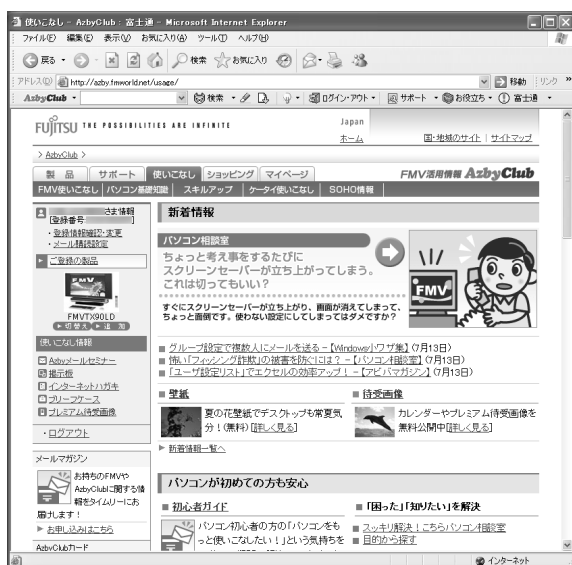 使いこなし - AzbyClub : 富士通 - Microsoft Internet Explorer
ファイル(F) 編集(E) 表示(V) お気に入り(A) ツール(T) ヘルプ(H)
戻る 検索 お気に入り
アドレス(D) http://azby.fmworld.net/usage/ 移動 リンク »
AzbyClub 検索 ログイン・アウト サポート お役立ち 富士通
FUJITSU THE POSSIBILITIES ARE INFINITE Japan
ホーム 国・地域のサイト | サイトマップ
> AzbyClub >
製 品 サポート 使いこなし ショッピング マイページ FMV活用情報 AzbyClub
FMV使いこなし | パソコン基礎知識 | スキルアップ | ケータイ使いこなし | SOHO情報 |
さま情報
[登録番号: ]
・登録情報確認・変更
・メール購読設定
ご登録の製品
FMV
FMVTX90LD
切替え 追 加
使いこなし情報
Azbyメールセミナー
掲示板
インターネットハガキ
ブリーフケース
プレミアム待受画像
・ログアウト
メールマガジン
お持ちのFMVや
AzbyClubに関する情
報をタイムリーにお
届けします!
お申し込みはこちら
AzbyClubカード
新着情報
パソコン相談室
ちょっと考え事をするたびに
スクリーンセーバーが立ち上がってしまう。
これは切ってもいい?
FMV
すぐにスクリーンセーバーが立ち上がり、画面が消えてしまって、
ちょっと面倒です。使わない設定にしてしまってはダメですか?
グループ設定で複数人にメールを送る -【Windows小ワザ集】(7月13日)
怖い「フィッシング詐欺」の被害を防ぐには? -【パソコン相談室】(7月13日)
「ユーザ設定リスト」でエクセルの効率アップ! -【アピバマガジン】(7月13日)
壁紙
夏の花壁紙でデスクトップも常夏気
分!(無料)[詳しく見る]
待受画像
カレンダーやプレミアム待受画像を
無料公開中[詳しく見る]
新着情報一覧へ
パソコンが初めての方も安心
初心者ガイド
パソコン初心者の方の「パソコンをも
っと使いこなしたい!」という気持ちを
「困った」「知りたい」を解決
スッキリ解決!こちらパソコン相談室
目的から探す
インターネット